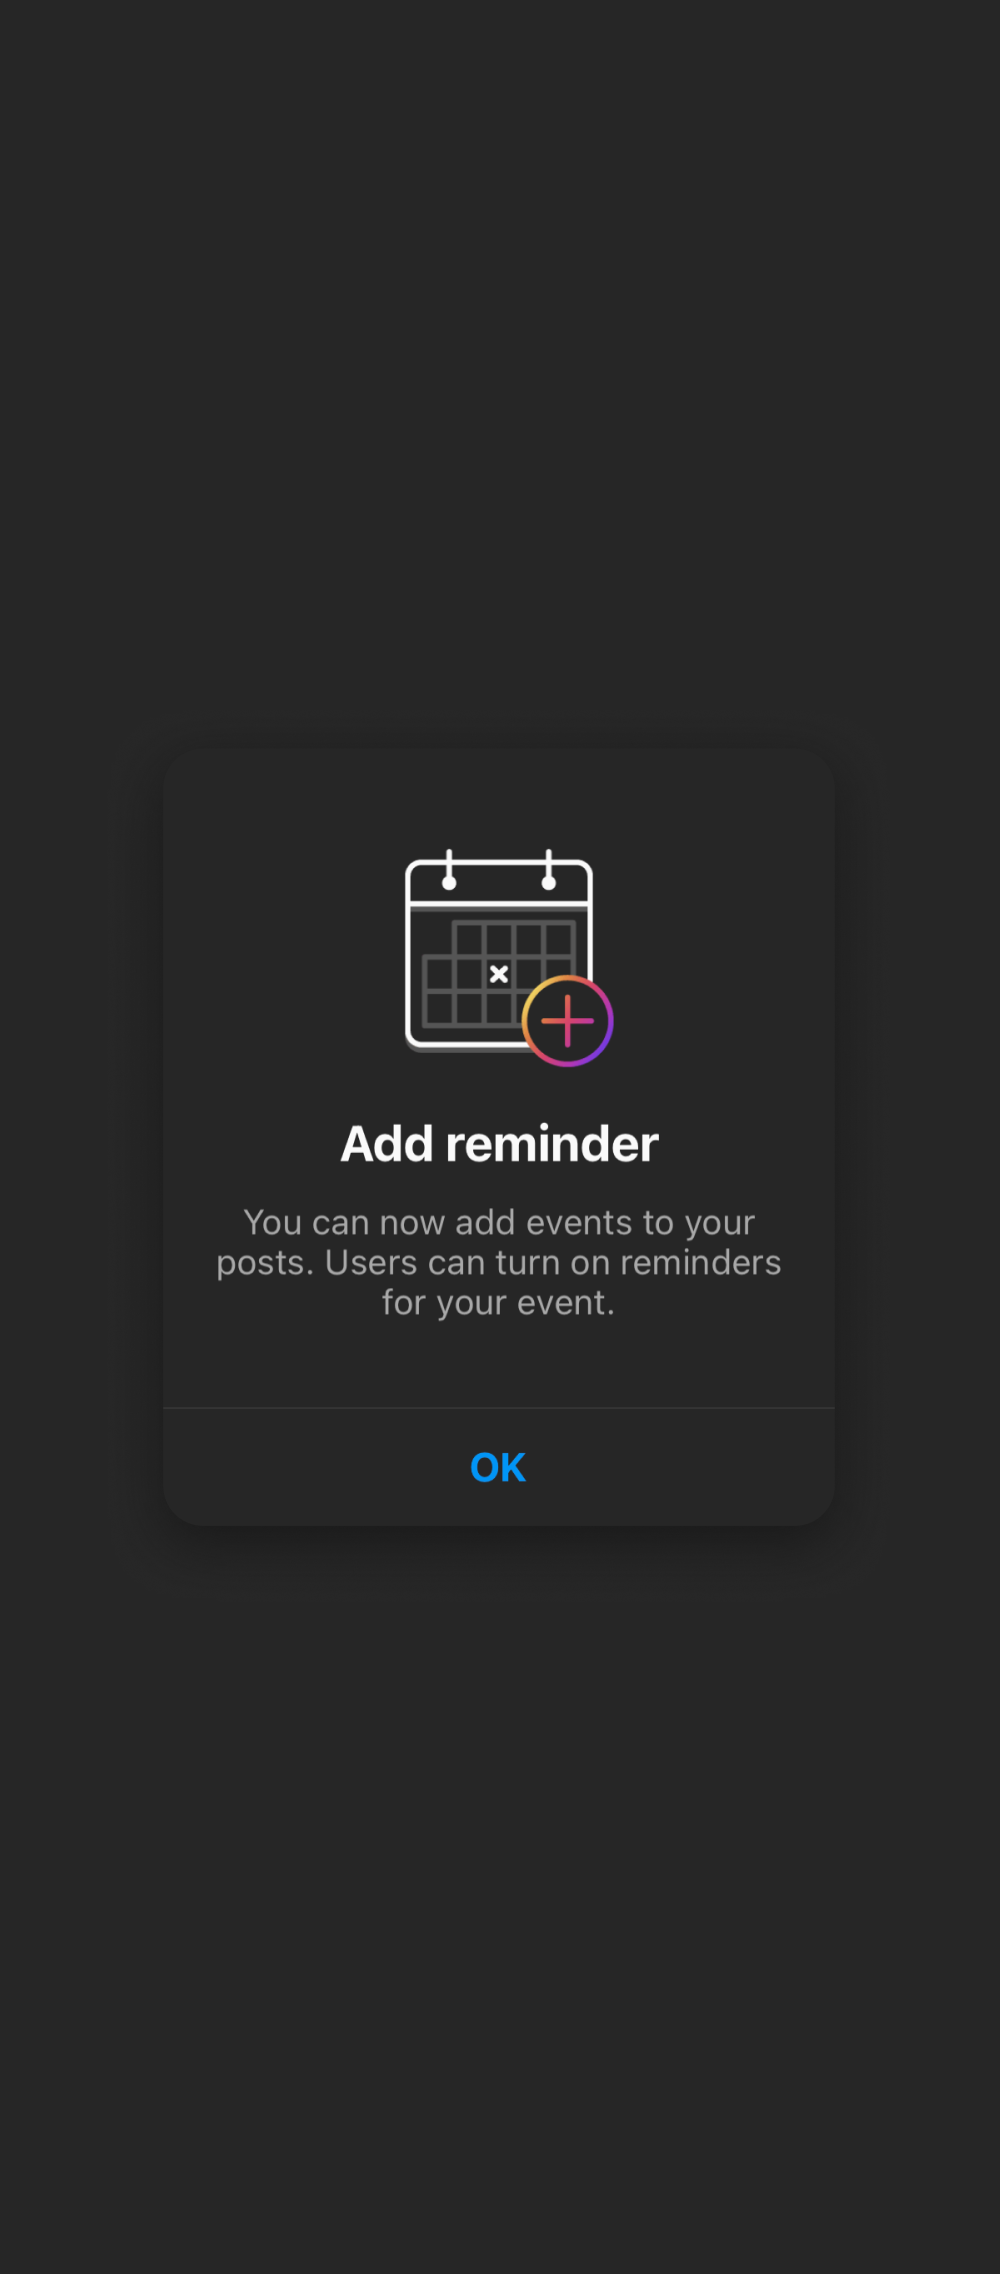 Add reminder
You can now add events to your
posts. Users can turn on reminders
for your event.
OK